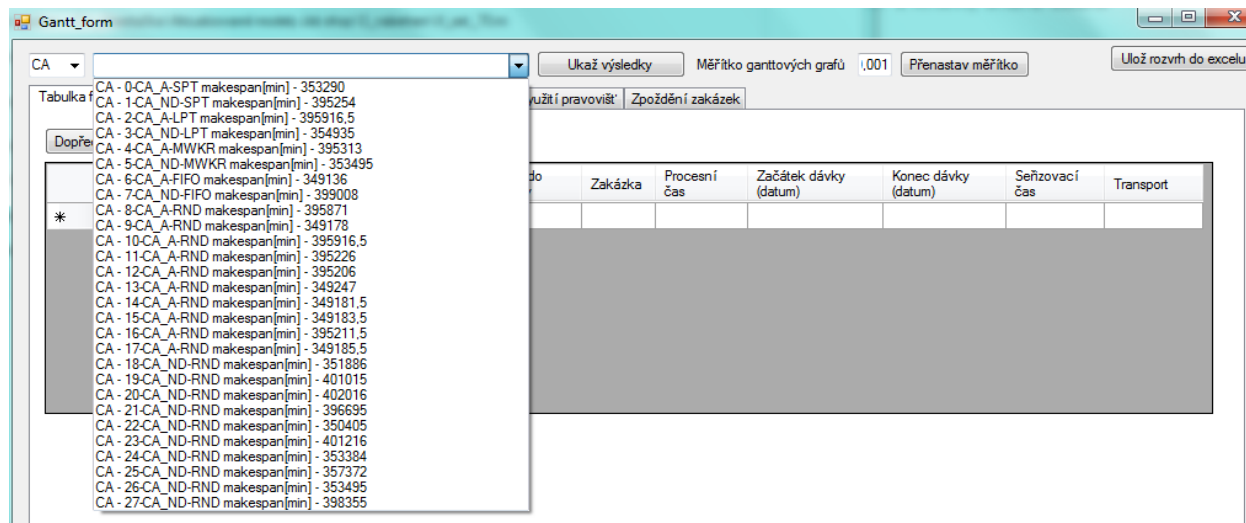 Gantt_form
CA
Ukaž výsledky
Měřítko ganttových grafů
,001
Přenastav měřítko
Ulož rozvrh do excelu
Tabulka f
yužití pravovišť
Zpoždění zakázek
CA - 0-CA_A-SPT makespan[min] - 353290
CA - 1-CA_ND-SPT makespan[min] - 395254
CA - 2-CA_A-LPT makespan[min] - 395916,5
CA - 3-CA_ND-LPT makespan[min] - 354935
CA - 4-CA_A-MWKR makespan[min] - 395313
CA - 5-CA_ND-MWKR makespan[min] - 353495
CA - 6-CA_A-FIFO makespan[min] - 349136
CA - 7-CA_ND-FIFO makespan[min] - 399008
CA - 8-CA_A-RND makespan[min] - 395871
CA - 9-CA_A-RND makespan[min] - 349178
CA - 10-CA_A-RND makespan[min] - 395916,5
CA - 11-CA_A-RND makespan[min] - 395226
CA - 12-CA_A-RND makespan[min] - 395206
CA - 13-CA_A-RND makespan[min] - 349247
CA - 14-CA_A-RND makespan[min] - 349181,5
CA - 15-CA_A-RND makespan[min] - 349183,5
CA - 16-CA_A-RND makespan[min] - 395211,5
CA - 17-CA_A-RND makespan[min] - 349185,5
CA - 18-CA_ND-RND makespan[min] - 351886
CA - 19-CA_ND-RND makespan[min] - 401015
CA - 20-CA_ND-RND makespan[min] - 402016
CA - 21-CA_ND-RND makespan[min] - 396695
CA - 22-CA_ND-RND makespan[min] - 350405
CA - 23-CA_ND-RND makespan[min] - 401216
CA - 24-CA_ND-RND makespan[min] - 353384
CA - 25-CA_ND-RND makespan[min] - 357372
CA - 26-CA_ND-RND makespan[min] - 353495
CA - 27-CA_ND-RND makespan[min] - 398355
Dopře
do
Zakázka
Procesní
čas
Začátek dávky
(datum)
Konec dávky
(datum)
Seřizovací
čas
Transport